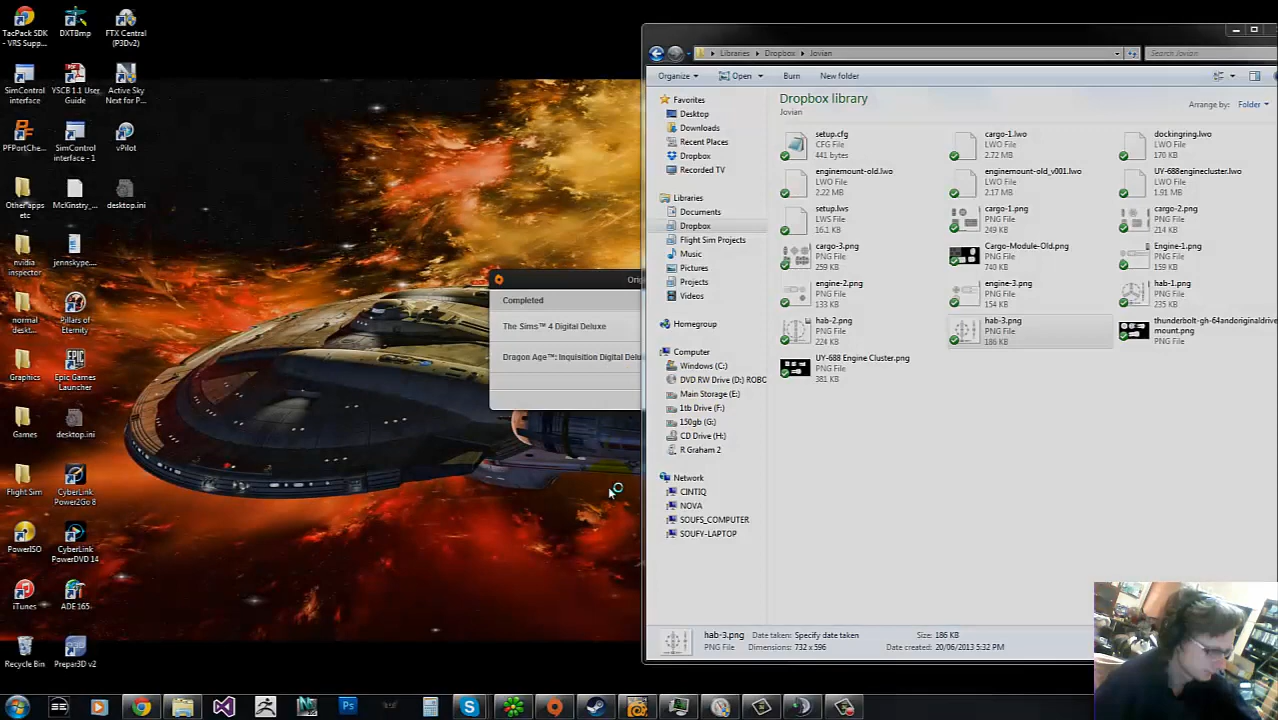 TacPack SDK
- VRS Supp...
DXTBmp
FTX Central
(P3Dv2)
SimControl
interface
VSCB 1.1 User
Guide
Active Sky
Next for P...
PFPortChe...
SimControl
interface - 1
vPilot
Other apps
etc
McKinstry_...
desktop.ini
nvidia
inspector
jennskype....
normal
deskt...
Pillars of
Eternity
Graphics
Epic Games
Launcher
Games
desktop.ini
Flight Sim
CyberLink
Power2Go 8
PowerISO
CyberLink
PowerDVD 14
iTunes
ADE165
Recycle Bin
Prepar3D v2
Completed
The Sims™ 4 Digital Deluxe
Dragon Age™: Inquisition Digital Delu
Libraries
Dropbox
Jovian
Search Jovian
Organize
Open
Burn
New folder
Favorites
Desktop
Downloads
Recent Places
Dropbox
Recorded TV
Libraries
Documents
Dropbox
Flight Sim Projects
Music
Pictures
Projects
Videos
Homegroup
Computer
Windows (C:)
DVD RW Drive (D:) ROBO
Main Storage (E:)
1tb Drive (F:)
150gb (G:)
CD Drive (H:)
R Graham 2
Network
CINTIQ
NOVA
SOUFS_COMPUTER
SOUFY-LAPTOP
Dropbox library
Jovian
Arrange by: Folder
setup.cfg
CFG File
441 bytes
cargo-1.lwo
LWO File
2.72 MB
dockingring.lwo
LWO File
170 KB
enginemount-old.lwo
LWO File
2.22 MB
enginemount-old_v001.lwo
LWO File
2.17 MB
UY-688enginecluster.lwo
LWO File
1.91 MB
setup.lws
LWS File
16.1 KB
cargo-1.png
PNG File
249 KB
cargo-2.png
PNG File
214 KB
cargo-3.png
PNG File
259 KB
Cargo-Module-Old.png
PNG File
740 KB
Engine-1.png
PNG File
159 KB
engine-2.png
PNG File
133 KB
engine-3.png
PNG File
154 KB
hab-1.png
PNG File
235 KB
hab-2.png
PNG File
224 KB
hab-3.png
PNG File
186 KB
thunderbolt-gh-64andoriginaldrive
mount.png
PNG File
UY-688 Engine Cluster.png
PNG File
381 KB
hab-3.png
PNG File
Date taken: Specify date taken
Dimensions: 732 x 596
Size: 186 KB
Date created: 20/06/2013 5:32 PM